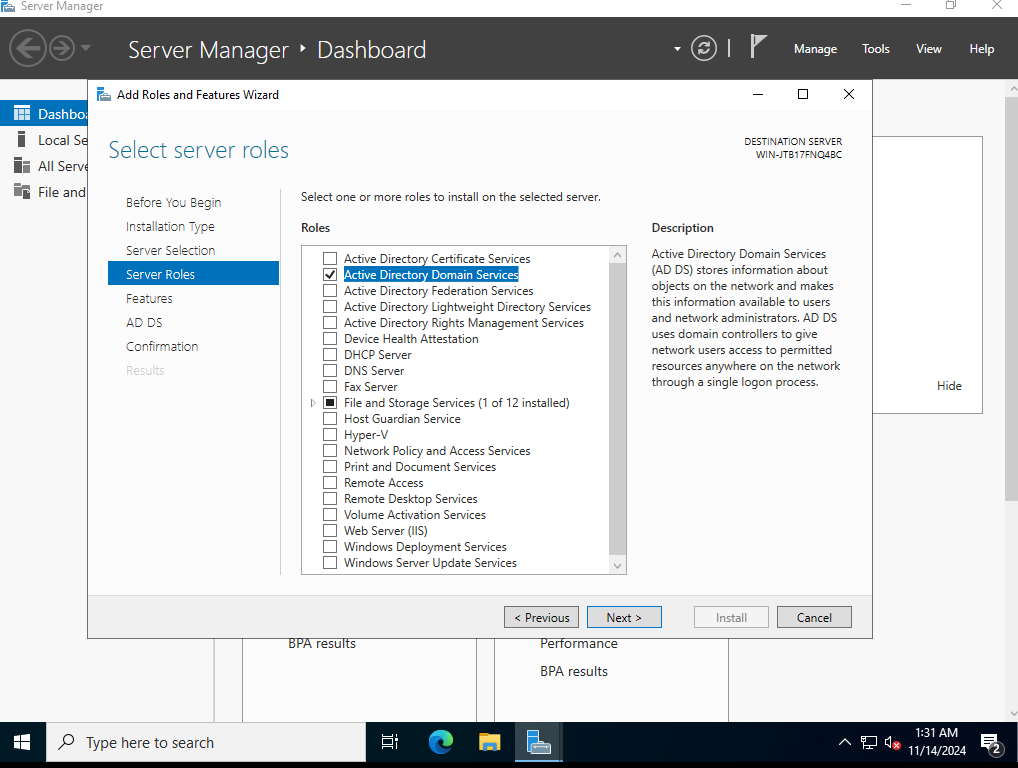 Server Manager
Server Manager
Dashboard
Manage
Tools
View
Help
Dashboa
Local Se
All Serve
File and
Add Roles and Features Wizard
Select server roles
DESTINATION SERVER
WIN-JTB17FNQ4BC
Before You Begin
Installation Type
Server Selection
Server Roles
Features
AD DS
Confirmation
Results
Select one or more roles to install on the selected server.
Roles
Active Directory Certificate Services
Active Directory Domain Services
Active Directory Federation Services
Active Directory Lightweight Directory Services
Active Directory Rights Management Services
Device Health Attestation
DHCP Server
DNS Server
Fax Server
File and Storage Services (1 of 12 installed)
Host Guardian Service
Hyper-V
Network Policy and Access Services
Print and Document Services
Remote Access
Remote Desktop Services
Volume Activation Services
Web Server (IIS)
Windows Deployment Services
Windows Server Update Services
Description
Active Directory Domain Services
(AD DS) stores information about
objects on the network and makes
this information available to users
and network administrators. AD DS
uses domain controllers to give
network users access to permitted
resources anywhere on the network
through a single logon process.
Hide
< Previous
Next >
Install
Cancel
BPA results
Performance
BPA results
Type here to search
1:31 AM
11/14/2024
2